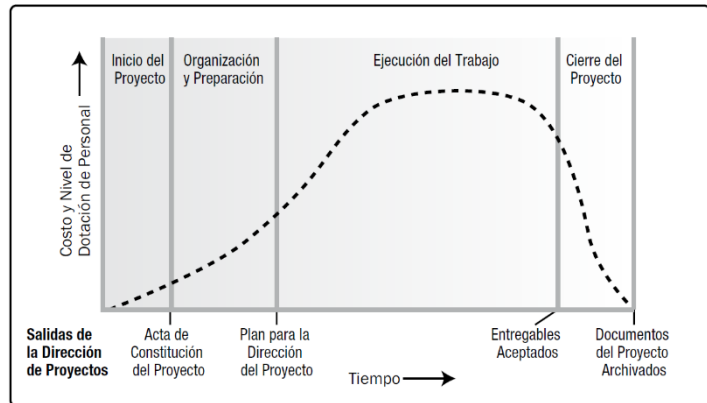 Inicio del
Proyecto
Organización
y Preparación
Ejecución del Trabajo
Cierre del
Proyecto
Costo y Nivel de
Dotación de Personal
Salidas de
la Dirección
de Proyectos
Acta de
Constitución
del Proyecto
Plan para la
Dirección
del Proyecto
Entregables
Aceptados
Documentos
del Proyecto
Archivados
Tiempo